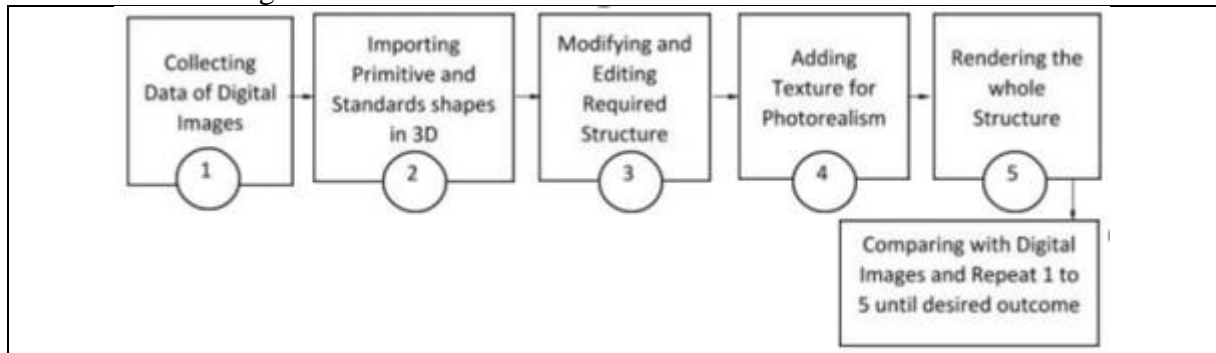 Collecting
Data of Digital
Images
1
Importing
Primitive and
Standards shapes
in 3D
2
Modifying and
Editing
Required
Structure
3
Adding
Texture for
Photorealism
4
Rendering the
whole
Structure
5
Comparing with Digital
Images and Repeat 1 to
5 until desired outcome